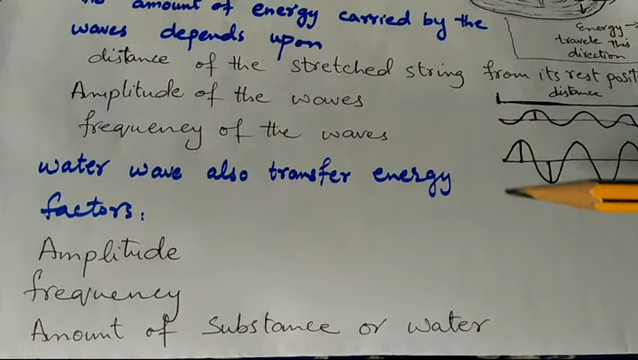 amount of energy carried by the
waves depends upon
distance of the stretched string from its rest posit
Amplitude of the waves
frequency of the waves
water wave also transfer energy
factors:
Amplitude
frequency
Amount of substance or water
Energy →
travels this
direction
distance